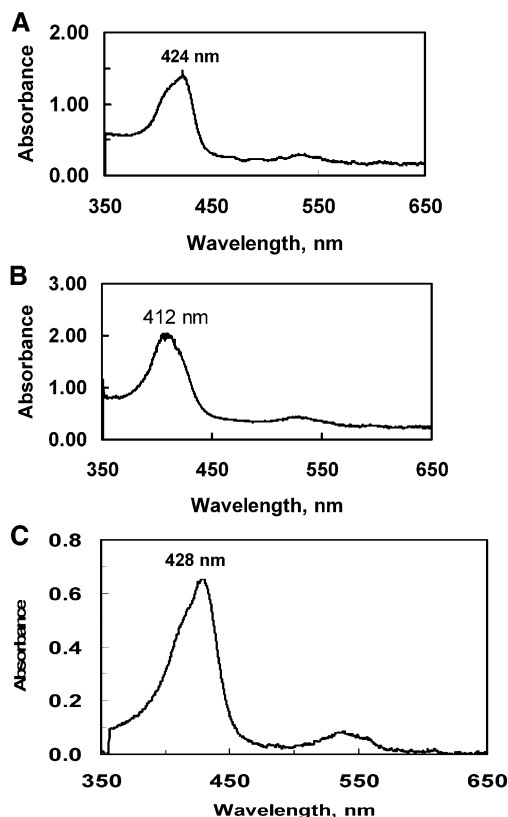 A
2.00
424 nm
1.00
Absorbance
0.00
350 450 550 650
Wavelength, nm
B
3.00
412 nm
2.00
Absorbance
1.00
0.00
350 450 550 650
Wavelength, nm
C
0.8
428 nm
0.6
Absorbance
0.4
0.2
0.0
350 450 550 650
Wavelength, nm